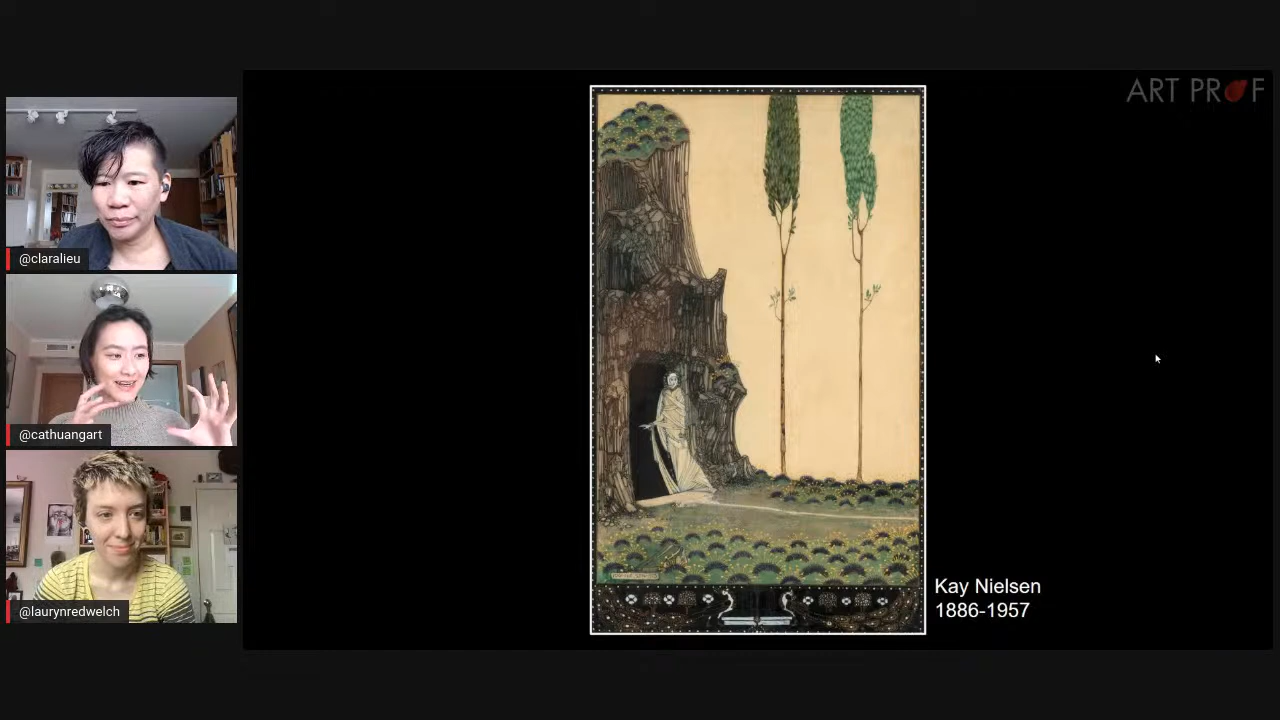 ART PROF
@claralieu
@cathuangart
@laurynredwelch
Kay Nielsen
1886-1957